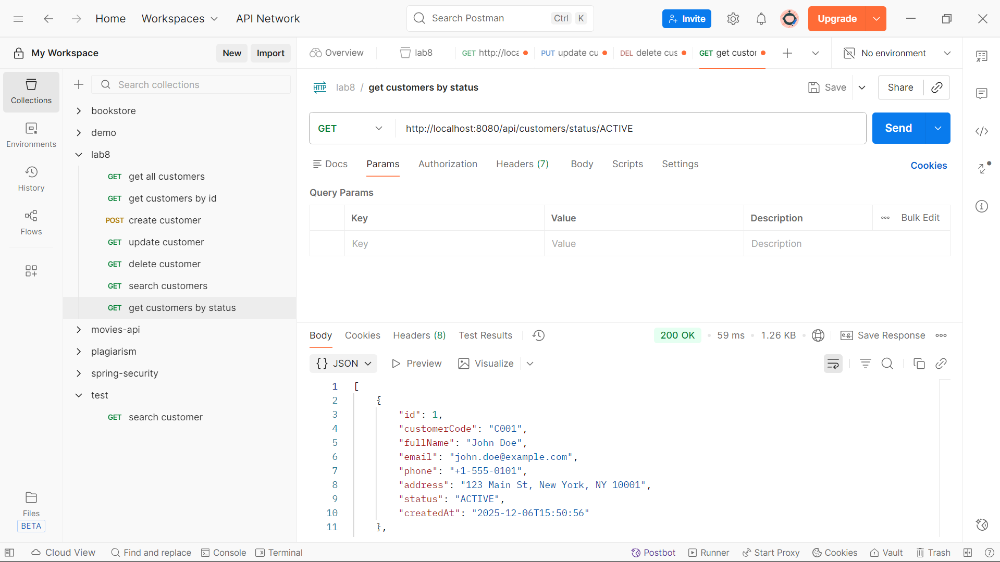 Home Workspaces API Network
Search Postman Ctrl K
Invite Upgrade
My Workspace New Import
Overview lab8 GET http://loca PUT update cu DEL delete cus GET get custor No environment
Collections
Environments
History
Flows
Files
BETA
Search collections
bookstore
demo
lab8
GET get all customers
GET get customers by id
POST create customer
GET update customer
GET delete customer
GET search customers
GET get customers by status
movies-api
plagiarism
spring-security
test
GET search customer
HTTP lab8 / get customers by status Save Share
GET http://localhost:8080/api/customers/status/ACTIVE Send
Docs Params Authorization Headers (7) Body Scripts Settings Cookies
Query Params
Key Value Description Bulk Edit
Key Value Description
Body Cookies Headers (8) Test Results 200 OK • 59 ms • 1.26 KB • e.g. Save Response
{} JSON Preview Visualize
1 [
2 {
3 "id": 1,
4 "customerCode": "C001",
5 "fullName": "John Doe",
6 "email": "john.doe@example.com",
7 "phone": "+1-555-0101",
8 "address": "123 Main St, New York, NY 10001",
9 "status": "ACTIVE",
10 "createdAt": "2025-12-06T15:50:56"
11 },
Cloud View Find and replace Console Terminal Postbot Runner Start Proxy Cookies Vault Trash